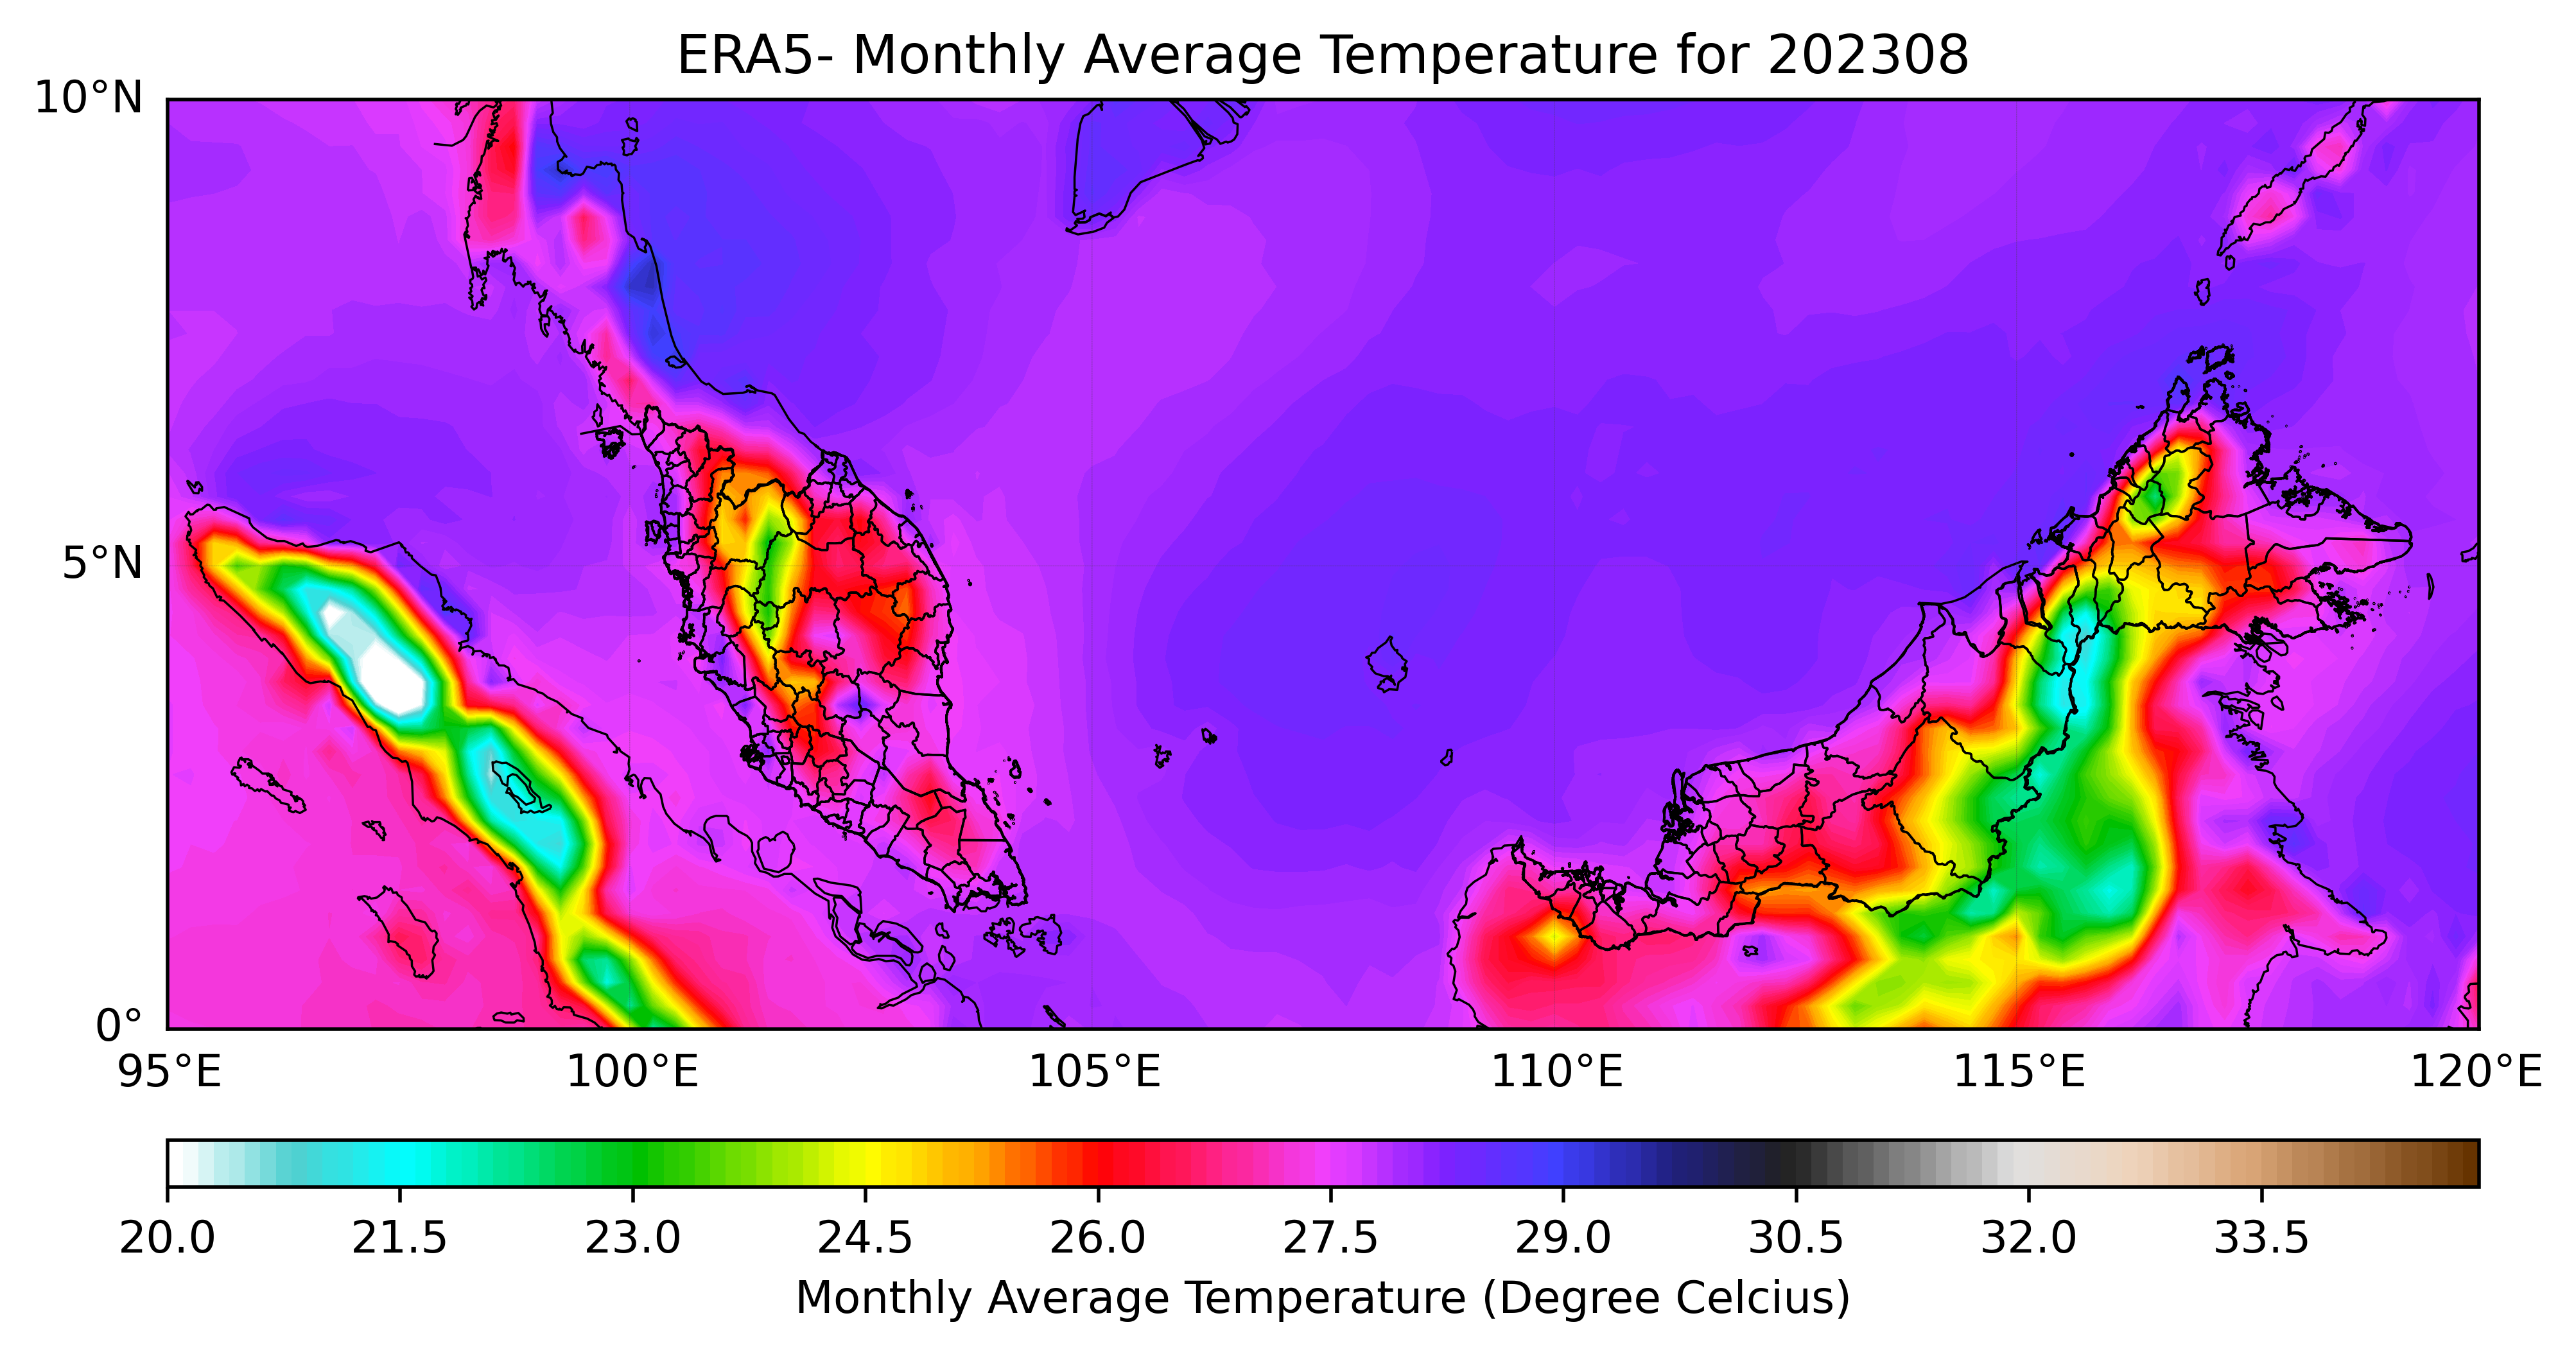 ERA5- Monthly Average Temperature for 202308
10°N
5°N
0°
95°E 100°E 105°E 110°E 115°E 120°E
20.0 21.5 23.0 24.5 26.0 27.5 29.0 30.5 32.0 33.5
Monthly Average Temperature (Degree Celcius)